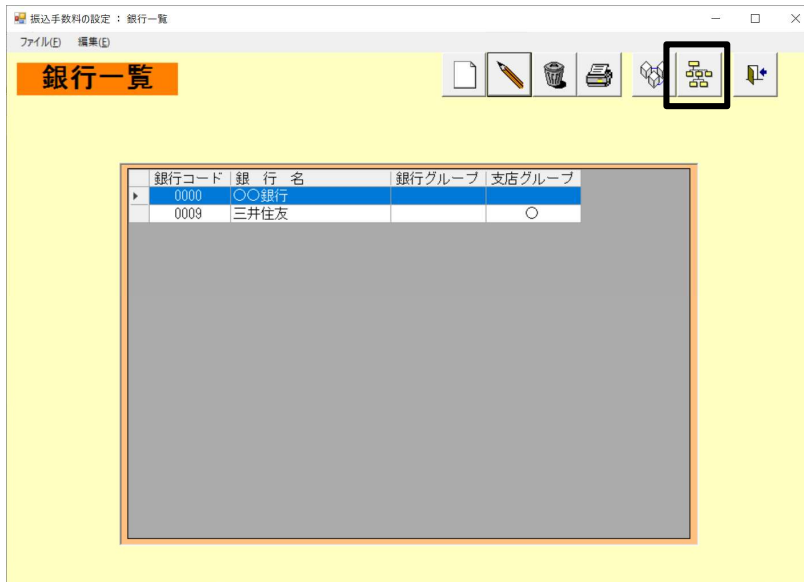 振込手数料の設定 ： 銀行一覧
ファイル(F) 編集(E)
銀行一覧
銀行コード 銀 行 名 銀行グループ 支店グループ
0000 〇〇銀行
0009 三井住友 〇